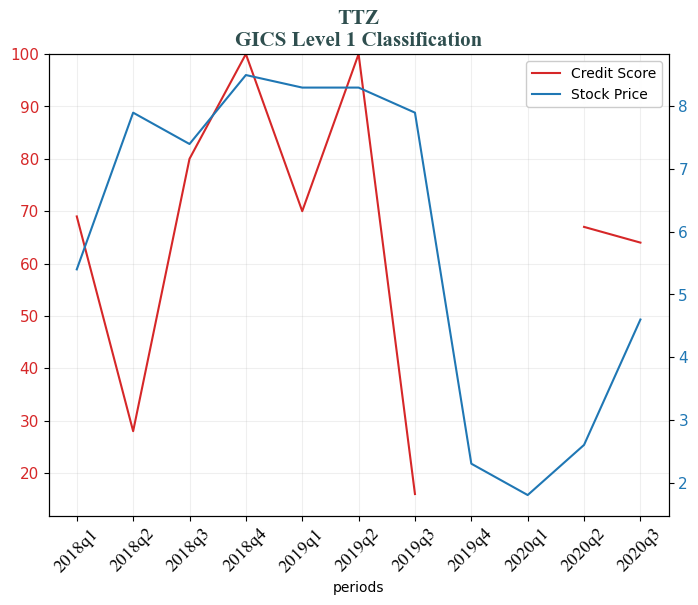 TTZ
GICS Level 1 Classification
Credit Score
Stock Price
100
90
80
70
60
50
40
30
20
8
7
6
5
4
3
2
2018q1
2018q2
2018q3
2018q4
2019q1
2019q2
2019q3
2019q4
2020q1
2020q2
2020q3
periods